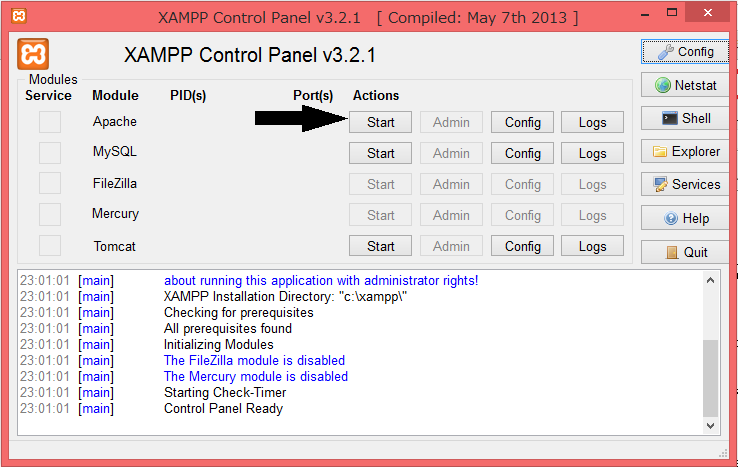 XAMPP Control Panel v3.2.1 [ Compiled: May 7th 2013 ]
XAMPP Control Panel v3.2.1
Config
Modules
Service Module PID(s) Port(s) Actions
Netstat
Apache Start Admin Config Logs
Shell
MySQL Start Admin Config Logs
Explorer
FileZilla Start Admin Config Logs
Services
Mercury Start Admin Config Logs
Help
Tomcat Start Admin Config Logs
Quit
23:01:01 [main] about running this application with administrator rights!
23:01:01 [main] XAMPP Installation Directory: "c:\xampp\"
23:01:01 [main] Checking for prerequisites
23:01:01 [main] All prerequisites found
23:01:01 [main] Initializing Modules
23:01:01 [main] The FileZilla module is disabled
23:01:01 [main] The Mercury module is disabled
23:01:01 [main] Starting Check-Timer
23:01:01 [main] Control Panel Ready